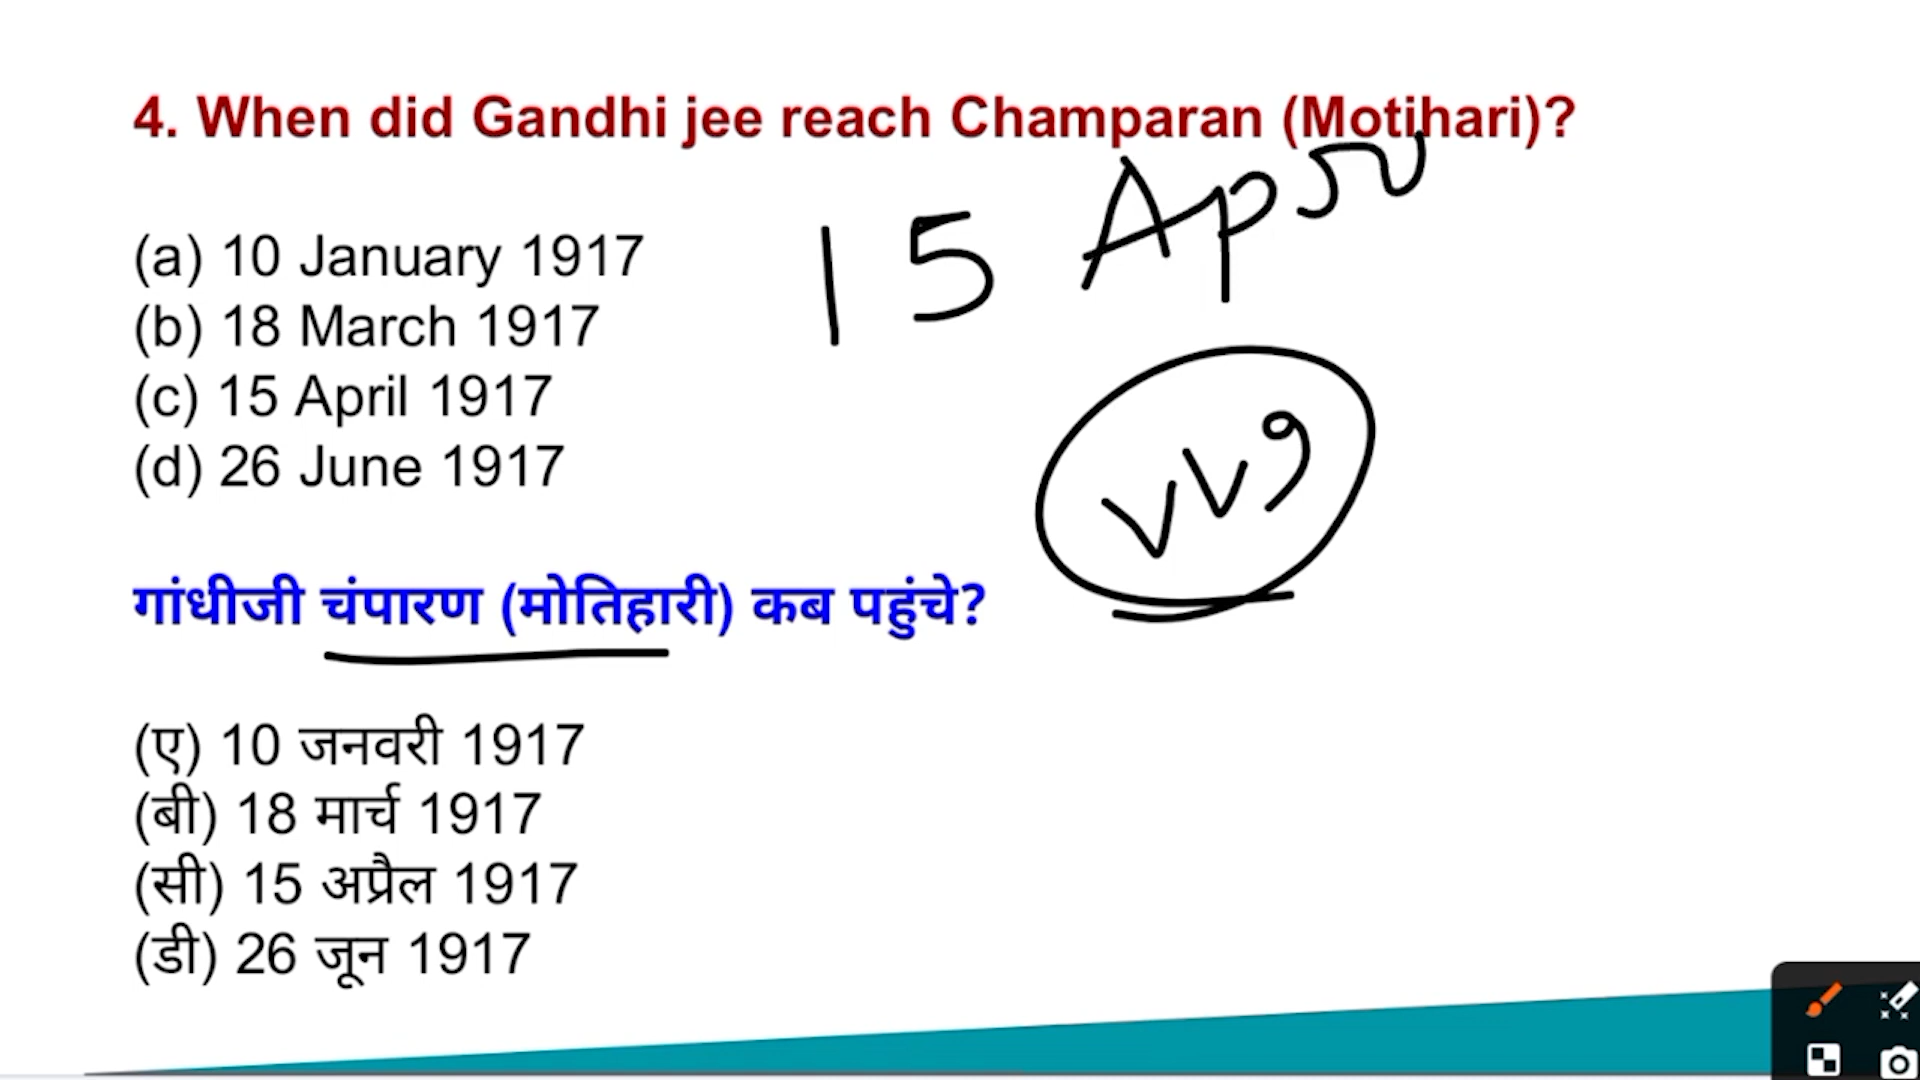 4. When did Gandhi jee reach Champaran (Motihari)?
15 Apr
(a) 10 January 1917
(b) 18 March 1917
(c) 15 April 1917
(d) 26 June 1917
गांधीजी चंपारण (मोतिहारी) कब पहुंचे?
(ए) 10 जनवरी 1917
(बी) 18 मार्च 1917
(सी) 15 अप्रैल 1917
(डी) 26 जून 1917